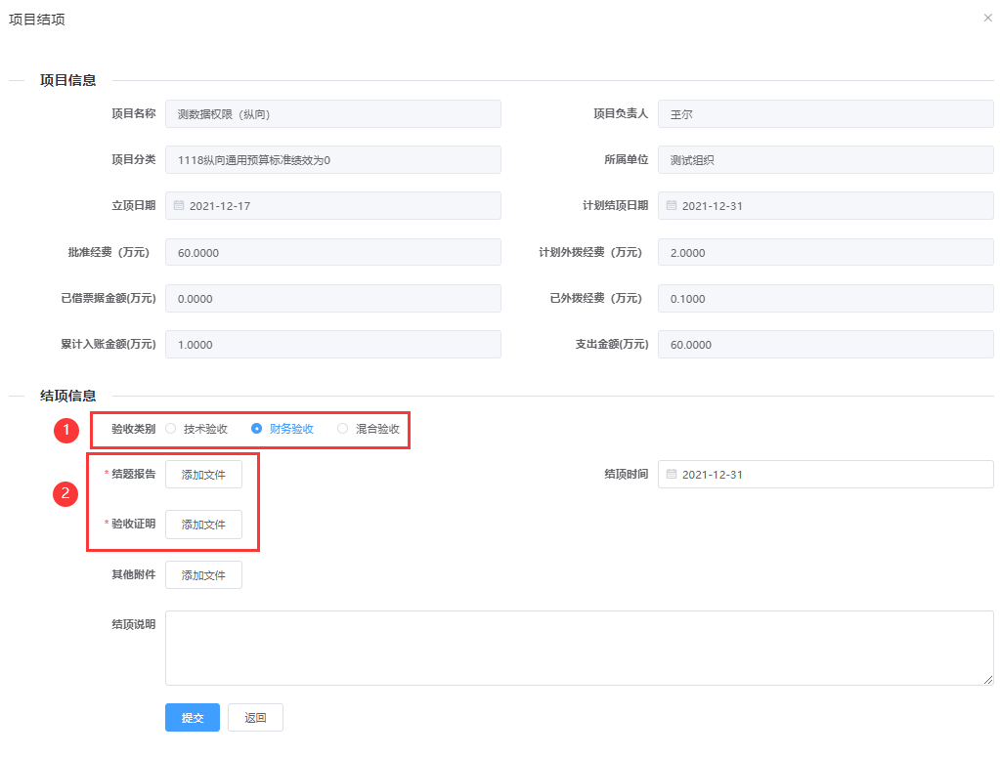 项目结项
项目信息
项目名称 测数据权限（纵向） 项目负责人 王尔
项目分类 1118纵向通用预算标准绩效为0 所属单位 测试组织
立项日期 2021-12-17 计划结项日期 2021-12-31
批准经费（万元） 60.0000 计划外拨经费（万元） 2.0000
已借票据金额(万元) 0.0000 已外拨经费（万元） 0.1000
累计入账金额(万元) 1.0000 支出金额(万元) 60.0000
结项信息
1 验收类别 技术验收 财务验收 混合验收
2 *结题报告 添加文件 结项时间 2021-12-31
*验收证明 添加文件
其他附件 添加文件
结项说明
提交 返回